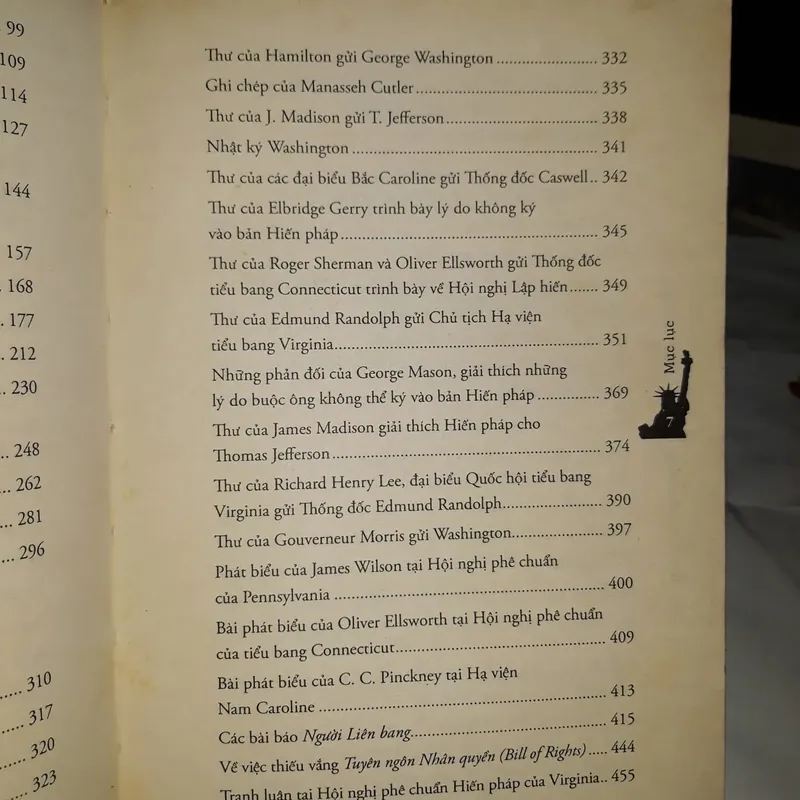 99
109
114
127
144
157
. 168
. 177
.. 212
.. 230
.. 248
... 262
... 281
... 296
..... 310
..... 317
..... 320
..... 323
Thư của Hamilton gửi George Washington ......................... 332
Ghi chép của Manasseh Cutler ............................................. 335
Thư của J. Madison gửi T. Jefferson ...................................... 338
Nhật ký Washington ............................................................. 341
Thư của các đại biểu Bắc Caroline gửi Thống đốc Caswell.. 342
Thư của Elbridge Gerry trình bày lý do không ký
vào bản Hiến pháp ................................................................ 345
Thư của Roger Sherman và Oliver Ellsworth gửi Thống đốc
tiểu bang Connecticut trình bày về Hội nghị Lập hiến ....... 349
Thư của Edmund Randolph gửi Chủ tịch Hạ viện
tiểu bang Virginia .................................................................. 351
Những phản đối của George Mason, giải thích những
lý do buộc ông không thể ký vào bản Hiến pháp ............... 369
Thư của James Madison giải thích Hiến pháp cho
Thomas Jefferson ................................................................... 374
Thư của Richard Henry Lee, đại biểu Quốc hội tiểu bang
Virginia gửi Thống đốc Edmund Randolph ......................... 390
Thư của Gouverneur Morris gửi Washington ....................... 397
Phát biểu của James Wilson tại Hội nghị phê chuẩn
của Pennsylvania .................................................................... 400
Bài phát biểu của Oliver Ellsworth tại Hội nghị phê chuẩn
của tiểu bang Connecticut ..................................................... 409
Bài phát biểu của C. C. Pinckney tại Hạ viện
Nam Caroline ........................................................................ 413
Các bài báo Người Liên bang ................................................. 415
Về việc thiếu vắng Tuyên ngôn Nhân quyền (Bill of Rights) ..... 444
Tranh luận tại Hội nghị phê chuẩn Hiến pháp của Virginia.. 455
Mục lục
7